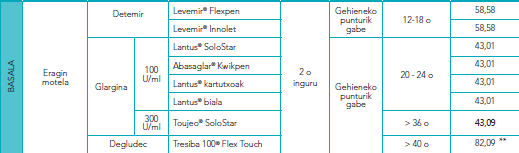 BASALA
Eragin
motela
Detemir
Levemir® Flexpen
Levemir® Innolet
Glargina
100
U/ml
Lantus® SoloStar
Abasaglar® Kwikpen
Lantus® kartutxoak
Lantus® biala
300
U/ml
Toujeo® SoloStar
Degludec
Tresiba 100® Flex Touch
2 o
inguru
Gehieneko
punturik
gabe
Gehieneko
punturik
gabe
12-18 o
20 - 24 o
> 36 o
> 40 o
58,58
58,58
43,01
43,01
43,01
43,01
43,09
82,09 **